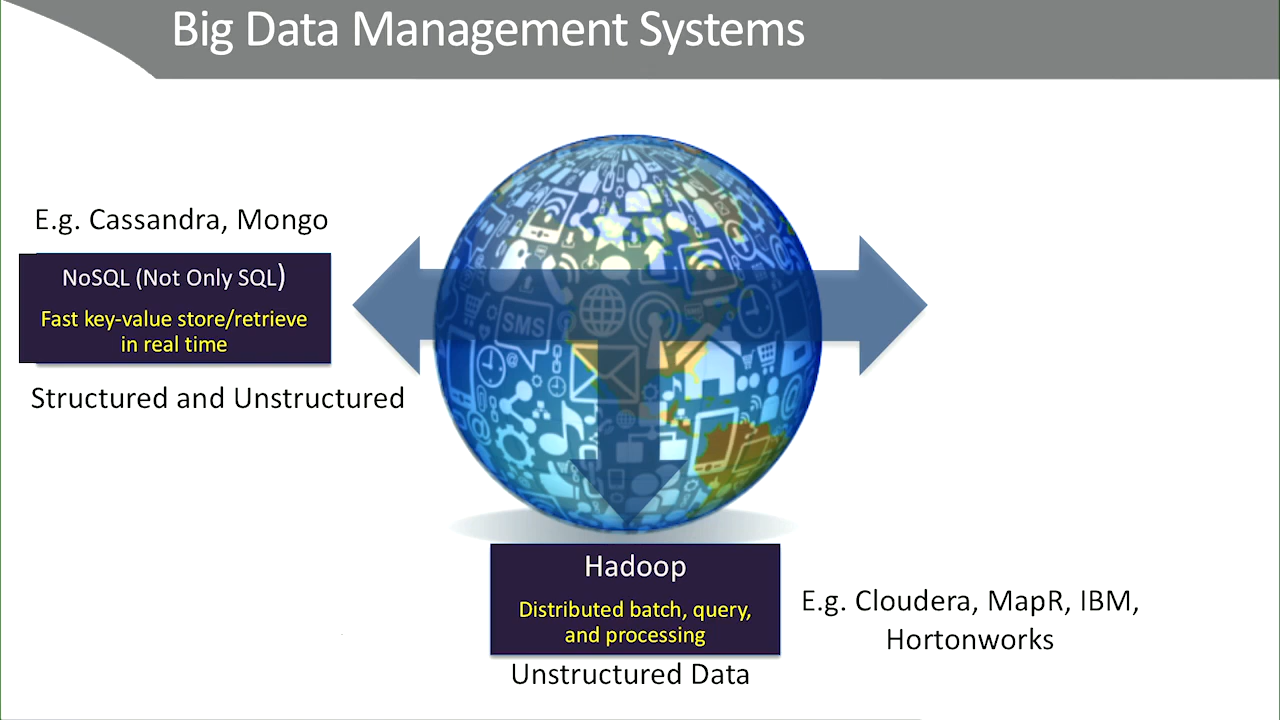 Big Data Management Systems
E.g. Cassandra, Mongo
NoSQL (Not Only SQL)
Fast key-value store/retrieve
in real time
Structured and Unstructured
SMS
Hadoop
Distributed batch, query,
and processing
Unstructured Data
E.g. Cloudera, MapR, IBM,
Hortonworks